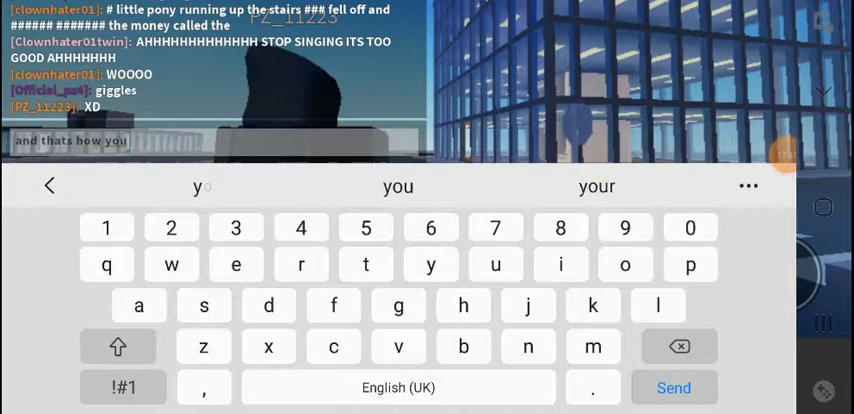 [clownhater01]: # little pony running up the stairs ### fell off and
###### ####### the money called the
PZ_11223
[Clownhater01twin]: AHHHHHHHHHHHHH STOP SINGING ITS TOO
GOOD AHHHHHHH
[clownhater01]: WOOOO
[Official_pz4]: giggles
[PZ_11223]: XD
and thats how you
you your
1 2 3 4 5 6 7 8 9 0
q w e r t y u i o p
a s d f g h j k l
z x c v b n m
!#1 , English (UK) . Send